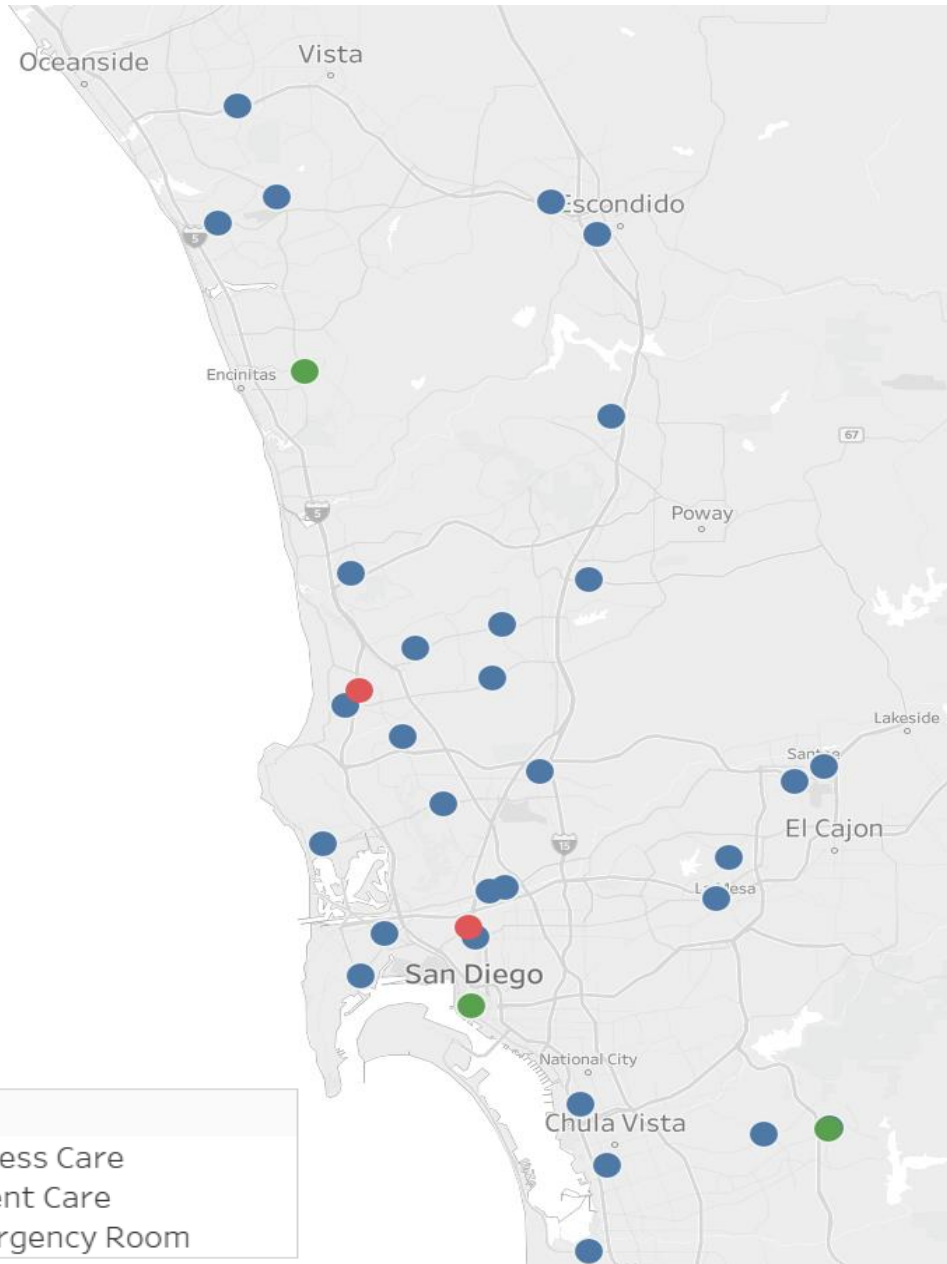 Oceanside
Vista
Escondido
5
Encinitas
67
5
Poway
Lakeside
El Cajon
15
La Mesa
San Diego
National City
Chula Vista
ess Care
ent Care
rgency Room